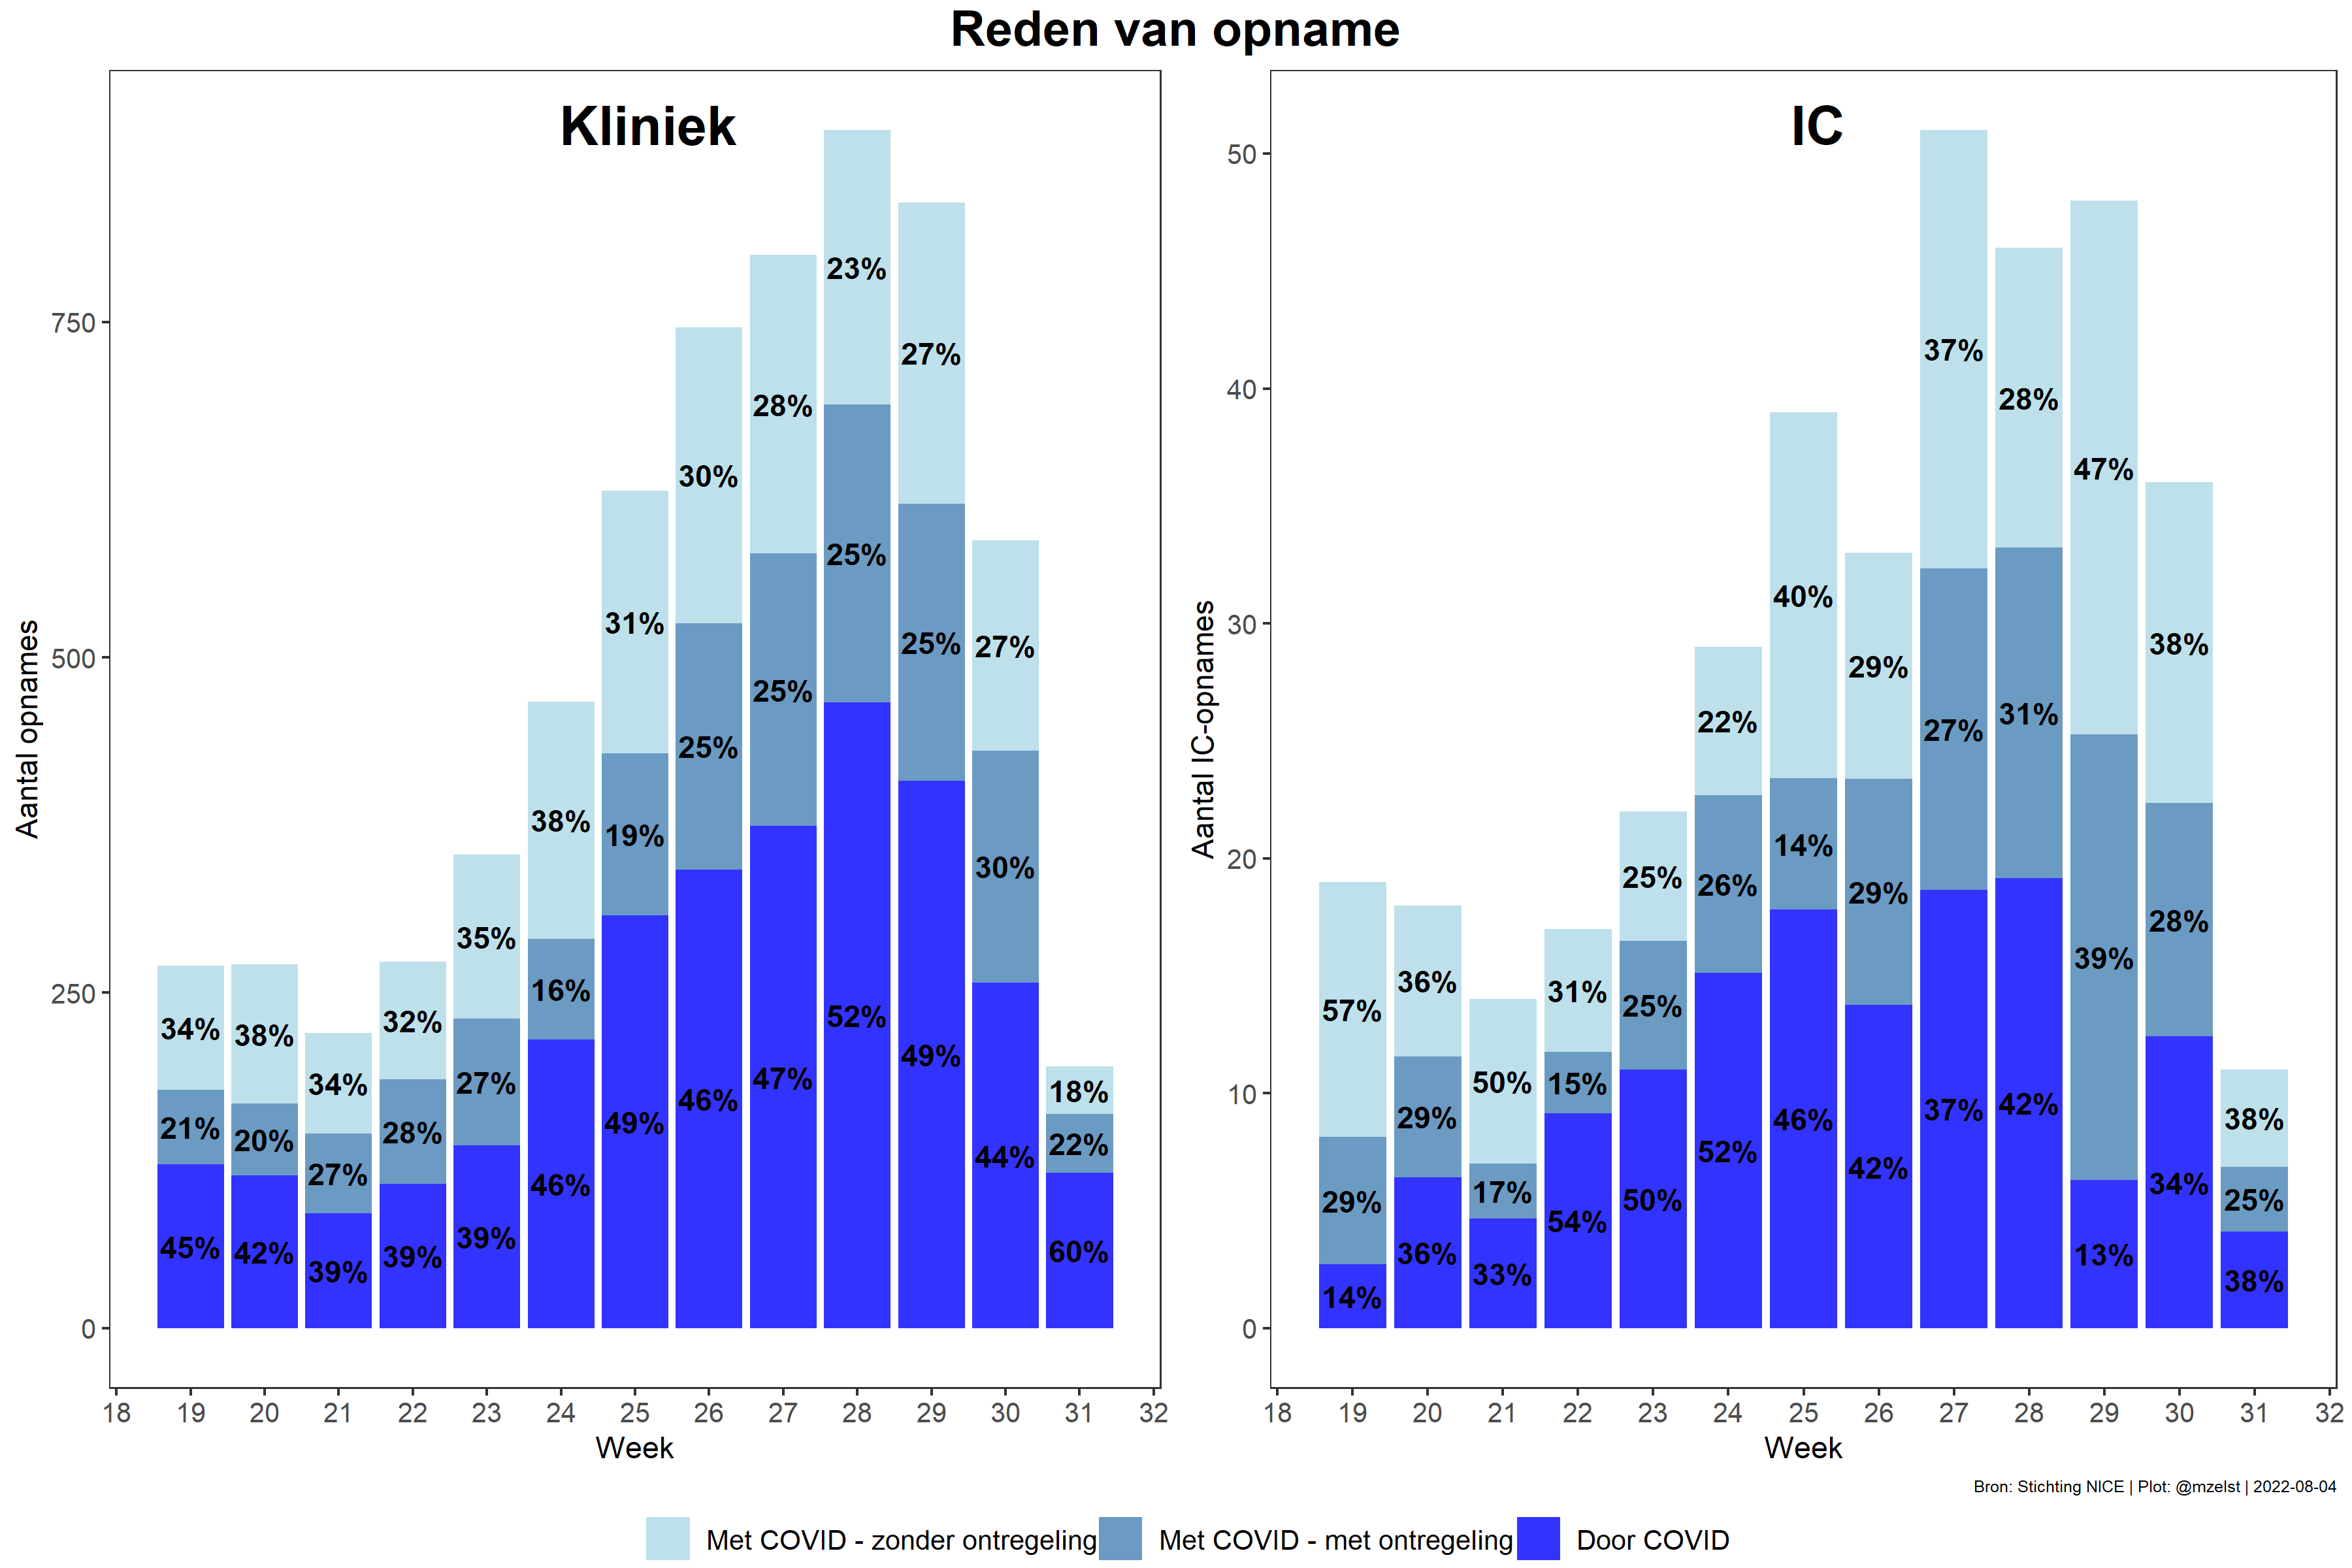 Reden van opname
Kliniek
Aantal opnames
750
500
250
0
34% 38% 34% 32% 35% 38% 31% 30% 28% 23% 27% 27% 18%
21% 20% 27% 28% 27% 16% 19% 25% 25% 25% 25% 30% 22%
45% 42% 39% 39% 39% 46% 49% 46% 47% 52% 49% 44% 60%
18 19 20 21 22 23 24 25 26 27 28 29 30 31 32
Week
IC
Aantal IC-opnames
50
40
30
20
10
0
57% 36% 50% 31% 25% 22% 40% 29% 37% 28% 47% 38% 38%
29% 29% 17% 15% 25% 26% 14% 29% 27% 31% 39% 28% 25%
14% 36% 33% 54% 50% 52% 46% 42% 37% 42% 13% 34% 38%
18 19 20 21 22 23 24 25 26 27 28 29 30 31 32
Week
Bron: Stichting NICE | Plot: @mzelst | 2022-08-04
Met COVID - zonder ontregeling Met COVID - met ontregeling Door COVID